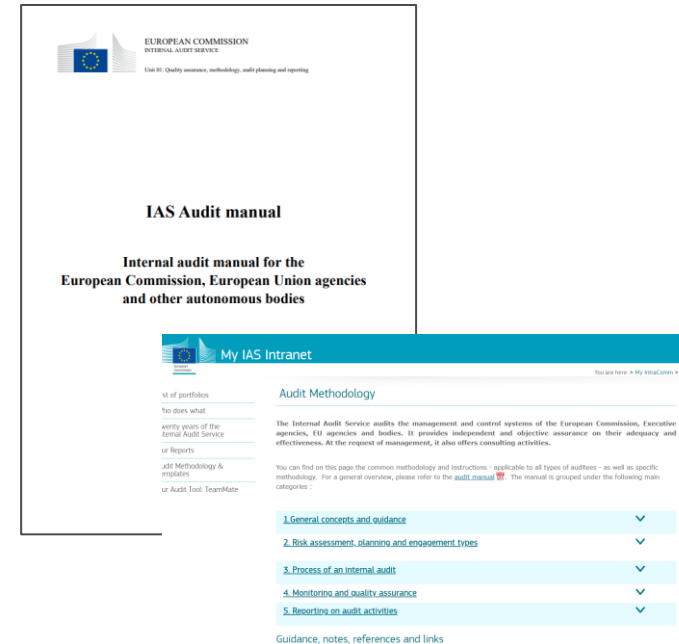 EUROPEAN COMMISSION
INTERNAL AUDIT SERVICE
Unit 01: Quality assurance, methodology, audit planning and reporting
IAS Audit manual
Internal audit manual for the
European Commission, European Union agencies
and other autonomous bodies
My IAS Intranet
European
Commission
You are here > My IntraComm >
st of portfolios
ho does what
wenty years of the
ternal Audit Service
ur Reports
udit Methodology &
emplates
ur Audit Tool: TeamMate
Audit Methodology
The Internal Audit Service audits the management and control systems of the European Commission, Executive
agencies, EU agencies and bodies. It provides independent and objective assurance on their adequacy and
effectiveness. At the request of management, it also offers consulting activities.
You can find on this page the common methodology and instructions - applicable to all types of auditees - as well as specific
methodology. For a general overview, please refer to the audit manual. The manual is grouped under the following main
categories :
1.General concepts and guidance
2. Risk assessment, planning and engagement types
3. Process of an internal audit
4. Monitoring and quality assurance
5. Reporting on audit activities
Guidance, notes, references and links